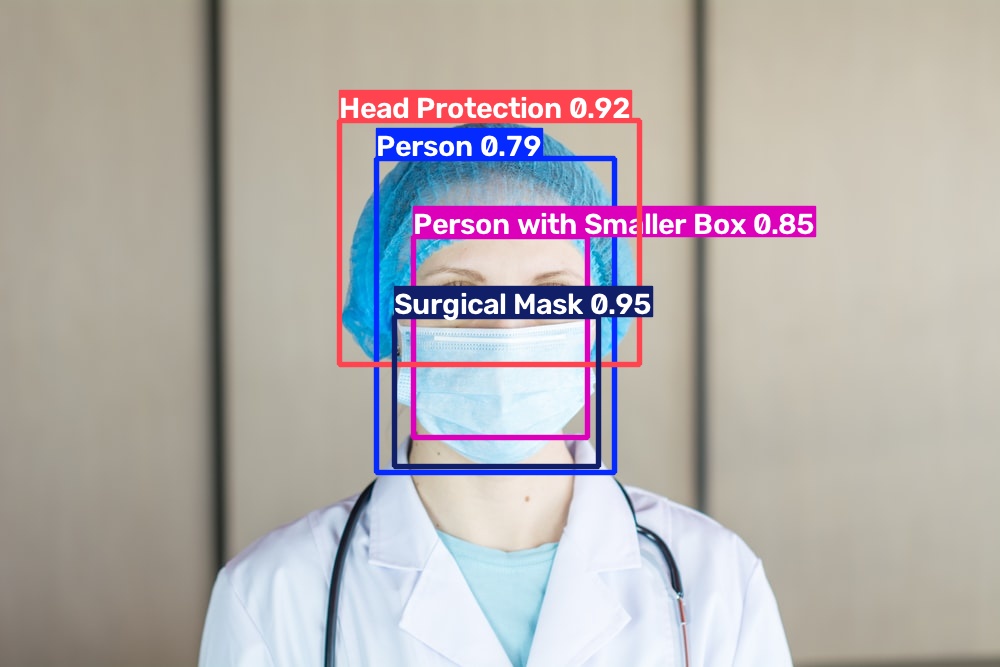 Head Protection 0.92
Person 0.79
Person with Smaller Box 0.85
Surgical Mask 0.95